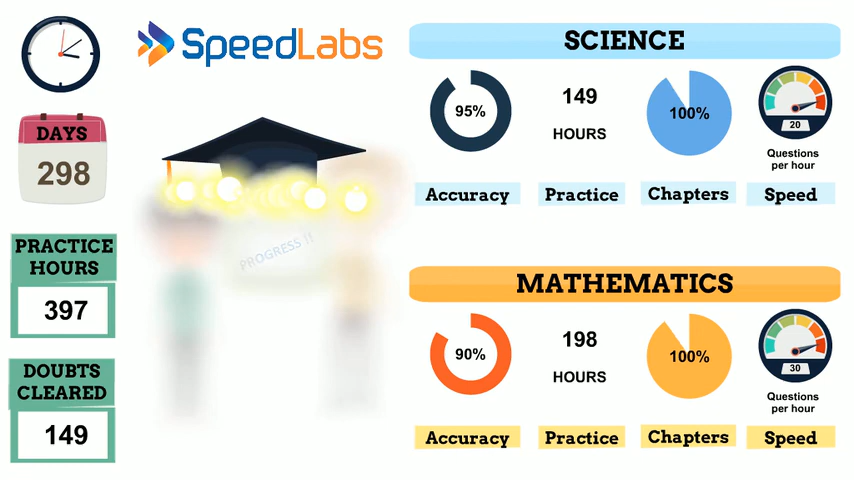 SpeedLabs
DAYS
298
PRACTICE
HOURS
397
DOUBTS
CLEARED
149
PROGRESS !!
SCIENCE
95%
149
HOURS
100%
20
Questions
per hour
Accuracy
Practice
Chapters
Speed
MATHEMATICS
90%
198
HOURS
100%
30
Questions
per hour
Accuracy
Practice
Chapters
Speed